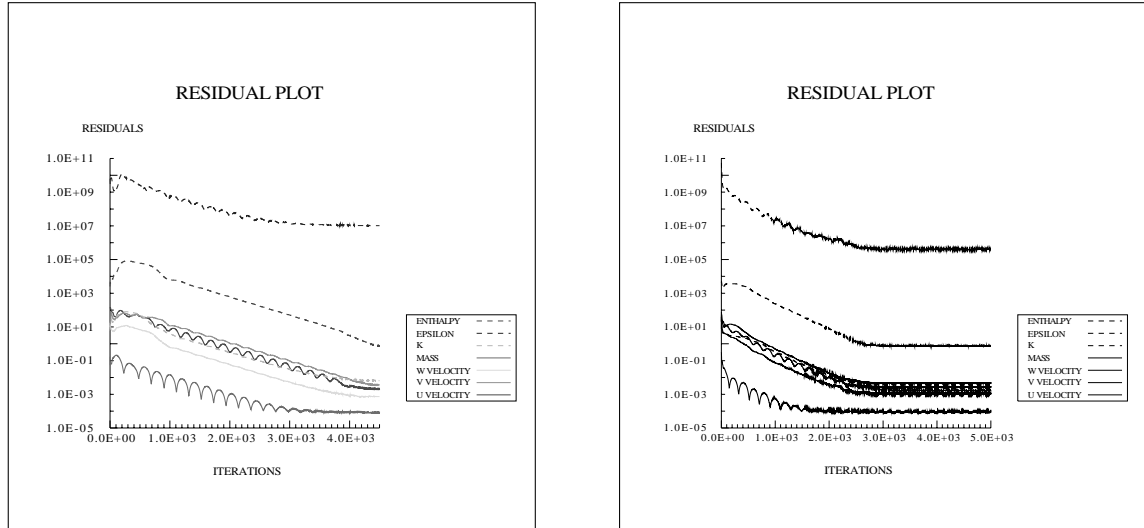 RESIDUAL PLOT
RESIDUALS
1.0E+11
1.0E+09
1.0E+07
1.0E+05
1.0E+03
1.0E+01
1.0E-01
1.0E-03
1.0E-05
0.0E+00 1.0E+03 2.0E+03 3.0E+03 4.0E+03
ITERATIONS
ENTHALPY
EPSILON
K
MASS
W VELOCITY
V VELOCITY
U VELOCITY
RESIDUAL PLOT
RESIDUALS
1.0E+11
1.0E+09
1.0E+07
1.0E+05
1.0E+03
1.0E+01
1.0E-01
1.0E-03
1.0E-05
0.0E+00 1.0E+03 2.0E+03 3.0E+03 4.0E+03 5.0E+03
ITERATIONS
ENTHALPY
EPSILON
K
MASS
W VELOCITY
V VELOCITY
U VELOCITY